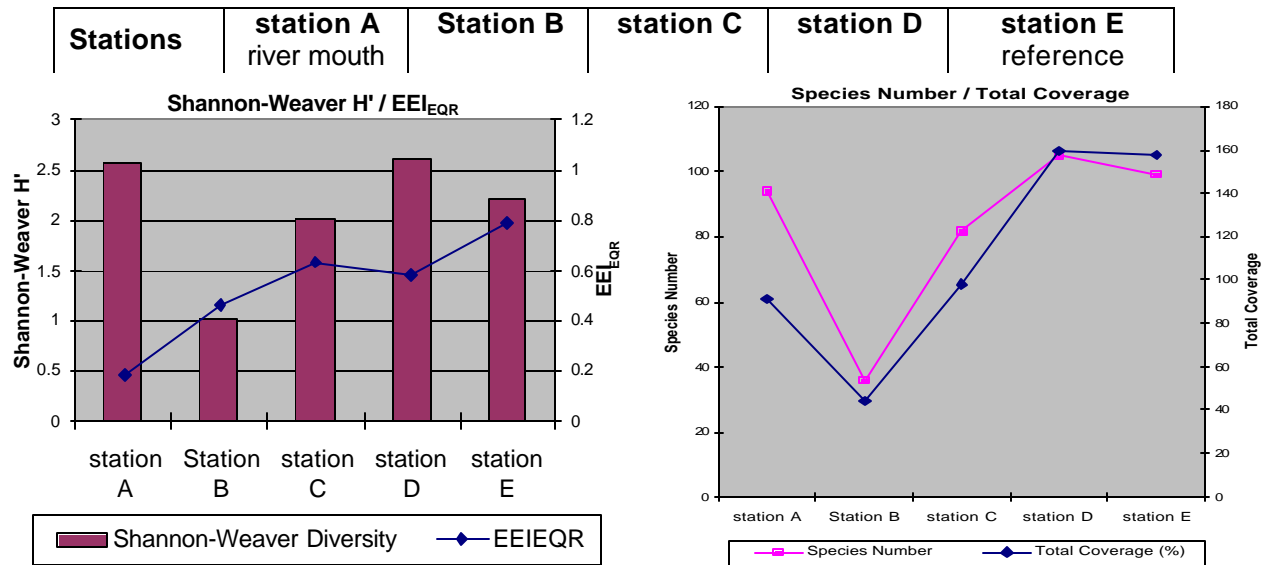 Stations
station A
river mouth
Station B
station C
station D
station E
reference
Shannon-Weaver H' / EEIEQR
3
2.5
2
1.5
1
0.5
0
Shannon-Weaver H'
1.2
1
0.8
0.6
0.4
0.2
0
EEIEQR
station A
Station B
station C
station D
station E
Shannon-Weaver Diversity
EEIEQR
Species Number / Total Coverage
120
100
80
60
40
20
0
Species Number
180
160
140
120
100
80
60
40
20
0
Total Coverage
station A
Station B
station C
station D
station E
Species Number
Total Coverage (%)